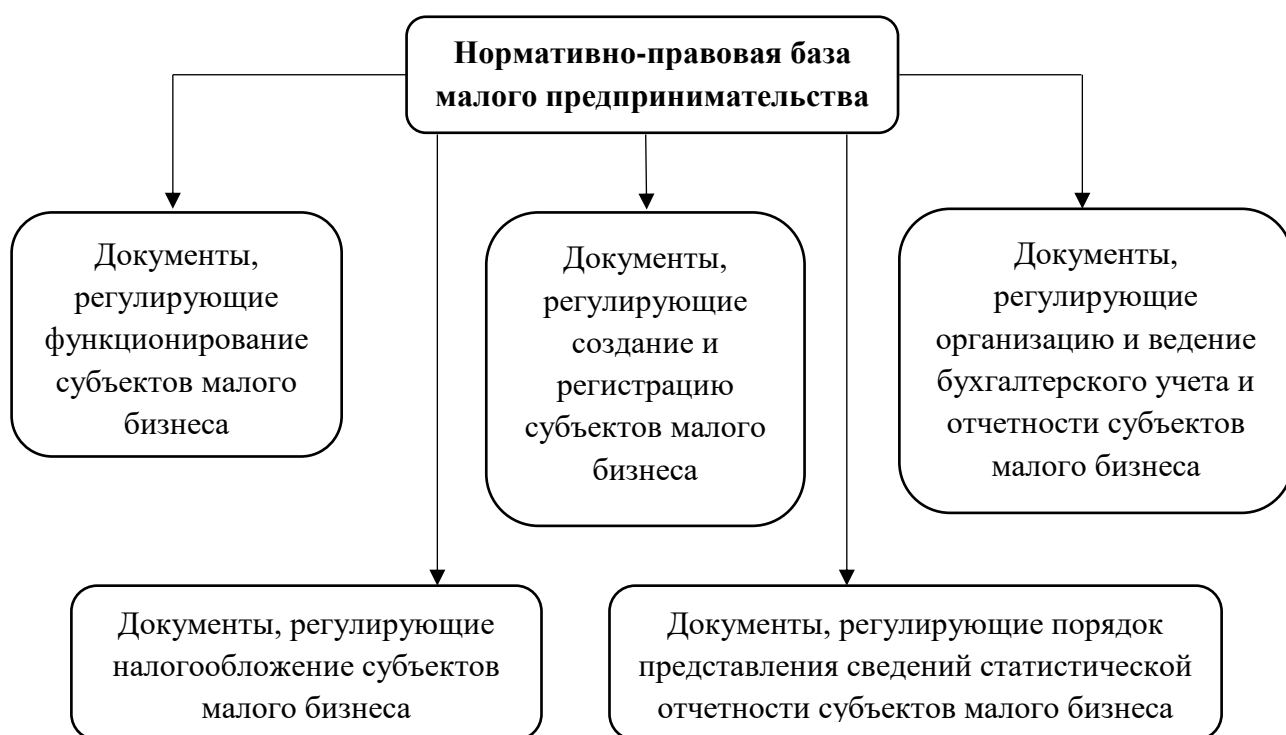 Нормативно-правовая база
малого предпринимательства
Документы,
регулирующие
функционирование
субъектов малого
бизнеса
Документы,
регулирующие
создание и
регистрацию
субъектов малого
бизнеса
Документы,
регулирующие
организацию и ведение
бухгалтерского учета и
отчетности субъектов
малого бизнеса
Документы, регулирующие
налогообложение субъектов
малого бизнеса
Документы, регулирующие порядок
представления сведений статистической
отчетности субъектов малого бизнеса